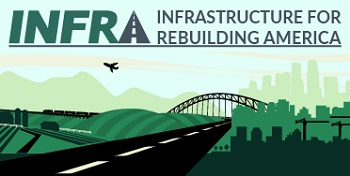 INFRA INFRASTRUCTURE FOR
REBUILDING AMERICA